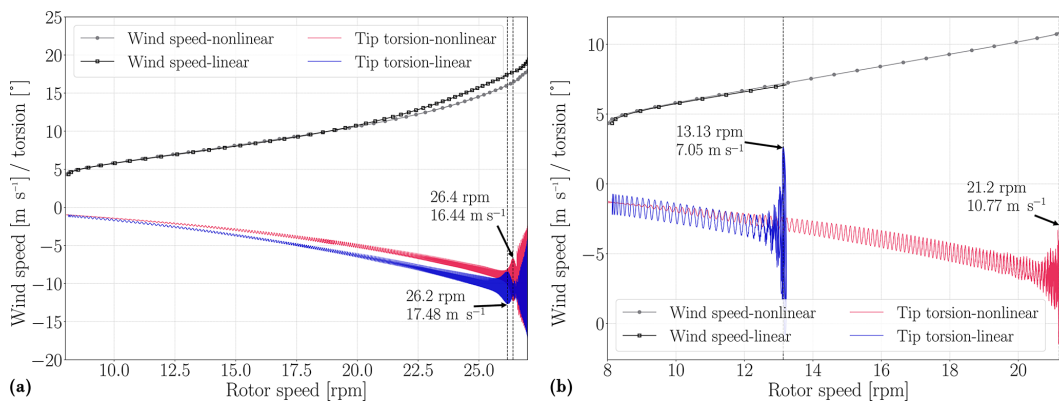 25
20
15
10
5
0
−5
−10
−15
−20
Wind speed [m s⁻¹] / torsion [°]
Wind speed-nonlinear
Wind speed-linear
Tip torsion-nonlinear
Tip torsion-linear
26.4 rpm
16.44 m s⁻¹
26.2 rpm
17.48 m s⁻¹
10.0 12.5 15.0 17.5 20.0 22.5 25.0
Rotor speed [rpm]
(a)
10
5
0
−5
0
Wind speed [m s⁻¹] / torsion [°]
13.13 rpm
7.05 m s⁻¹
21.2 rpm
10.77 m s⁻¹
Wind speed-nonlinear
Wind speed-linear
Tip torsion-nonlinear
Tip torsion-linear
8 10 12 14 16 18 20
Rotor speed [rpm]
(b)